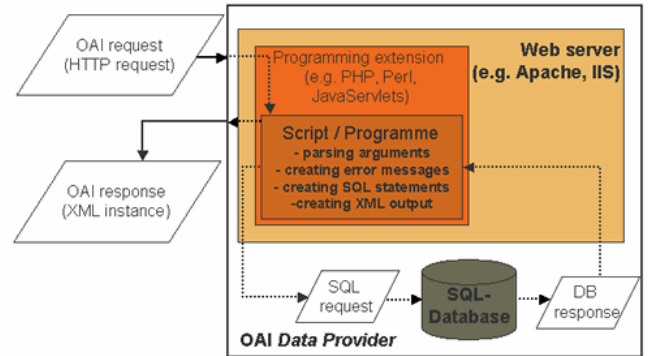 OAI request
(HTTP request)
Programming extension
(e.g. PHP, Perl,
JavaServlets)
Web server
(e.g. Apache, IIS)
Script / Programme
- parsing arguments
- creating error messages
- creating SQL statements
-creating XML output
OAI response
(XML instance)
SQL
request
SQL-
Database
DB
response
OAI Data Provider